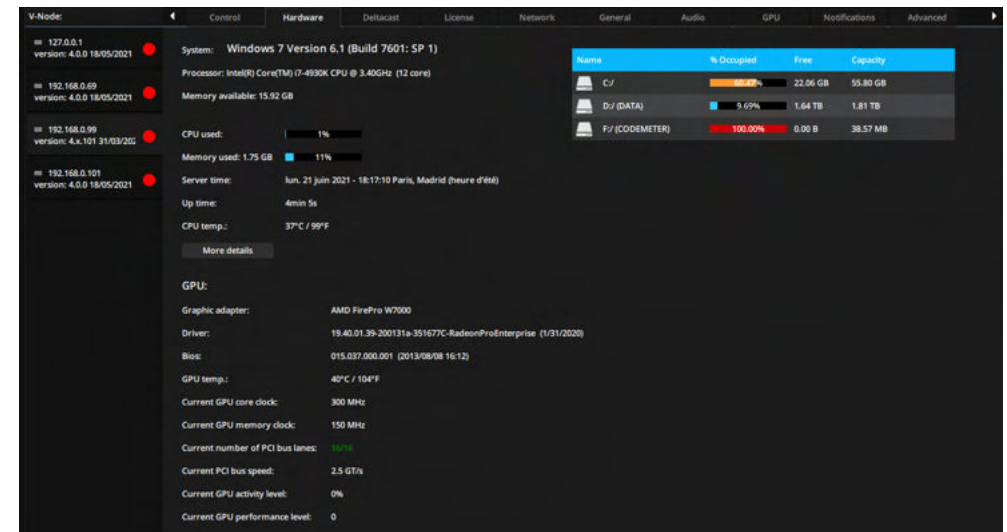 V-Node:
Control Hardware Deltacast License Network General Audio GPU Notifications Advanced
127.0.0.1
version: 4.0.0 18/05/2021
192.168.0.69
version: 4.0.0 18/05/2021
192.168.0.99
version: 4.x.101 31/03/202
192.168.0.101
version: 4.0.0 18/05/2021
System: Windows 7 Version 6.1 (Build 7601: SP 1)
Processor: Intel(R) Core(TM) i7-4930K CPU @ 3.40GHz (12 core)
Memory available: 15.92 GB
CPU used: 1%
Memory used: 1.75 GB 11%
Server time: lun. 21 juin 2021 - 18:17:10 Paris, Madrid (heure d'été)
Up time: 4min 5s
CPU temp.: 37°C / 99°F
More details
Name % Occupied Free Capacity
C:/ 60.47% 22.06 GB 55.80 GB
D:/ (DATA) 9.69% 1.64 TB 1.81 TB
F:/ (CODEMETER) 100.00% 0.00 B 38.57 MB
GPU:
Graphic adapter: AMD FirePro W7000
Driver: 19.40.01.39-200131a-351677C-RadeonProEnterprise (1/31/2020)
Bios: 015.037.000.001 (2013/08/08 16:12)
GPU temp.: 40°C / 104°F
Current GPU core clock: 300 MHz
Current GPU memory clock: 150 MHz
Current number of PCI bus lanes: 16/16
Current PCI bus speed: 2.5 GT/s
Current GPU activity level: 0%
Current GPU performance level: 0